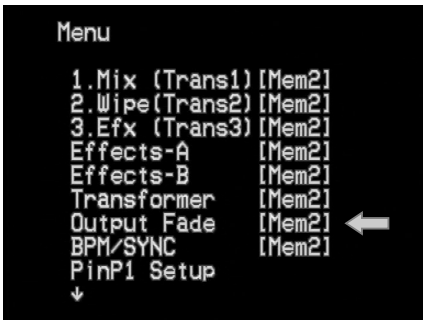 Menu
1.Mix (Trans1)[Mem2]
2.Wipe(Trans2)[Mem2]
3.Efx (Trans3)[Mem2]
Effects-A [Mem2]
Effects-B [Mem2]
Transformer [Mem2]
Output Fade [Mem2]
BPM/SYNC [Mem2]
PinP1 Setup